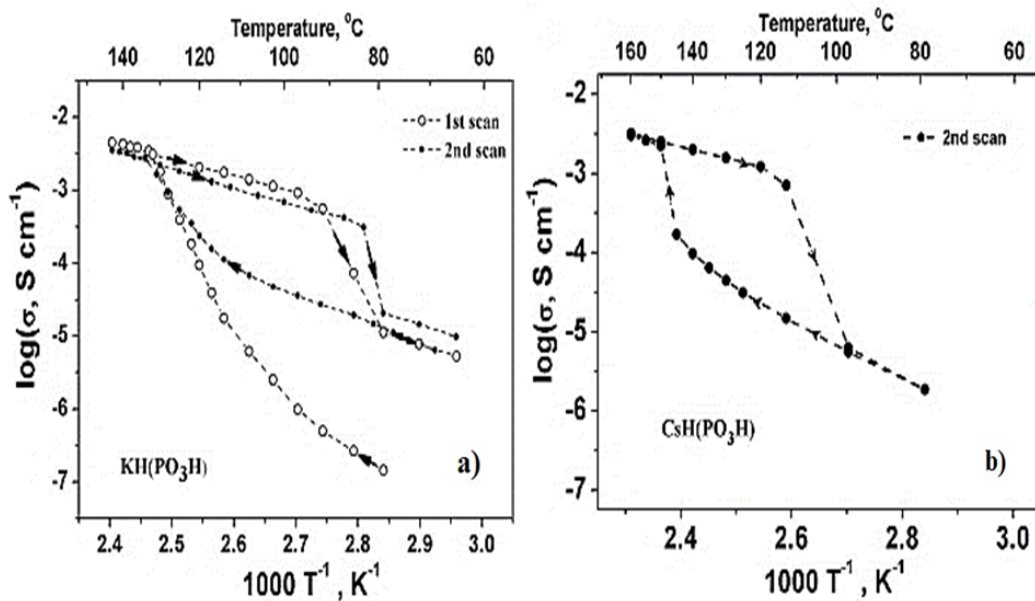 Temperature, °C
140 120 100 80 60
-2
-3
-4
-5
-6
-7
log(σ, S cm⁻¹)
1st scan
2nd scan
KH(PO₃H)
a)
2.4 2.5 2.6 2.7 2.8 2.9 3.0
1000 T⁻¹ , K⁻¹
Temperature, °C
160 140 120 100 80 60
-2
-3
-4
-5
-6
-7
log(σ, S cm⁻¹)
2nd scan
CsH(PO₃H)
b)
2.4 2.6 2.8 3.0
1000 T⁻¹ , K⁻¹